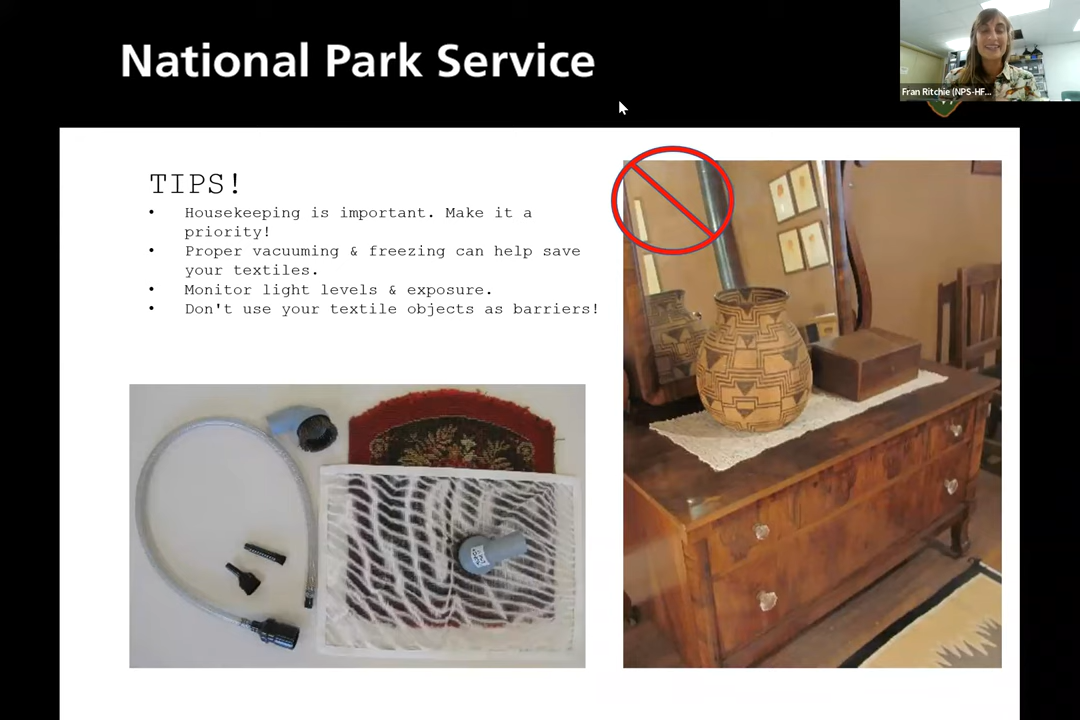 National Park Service
Fran Ritchie (NPS-HF...
TIPS!
• Housekeeping is important. Make it a
priority!
• Proper vacuuming & freezing can help save
your textiles.
• Monitor light levels & exposure.
• Don't use your textile objects as barriers!